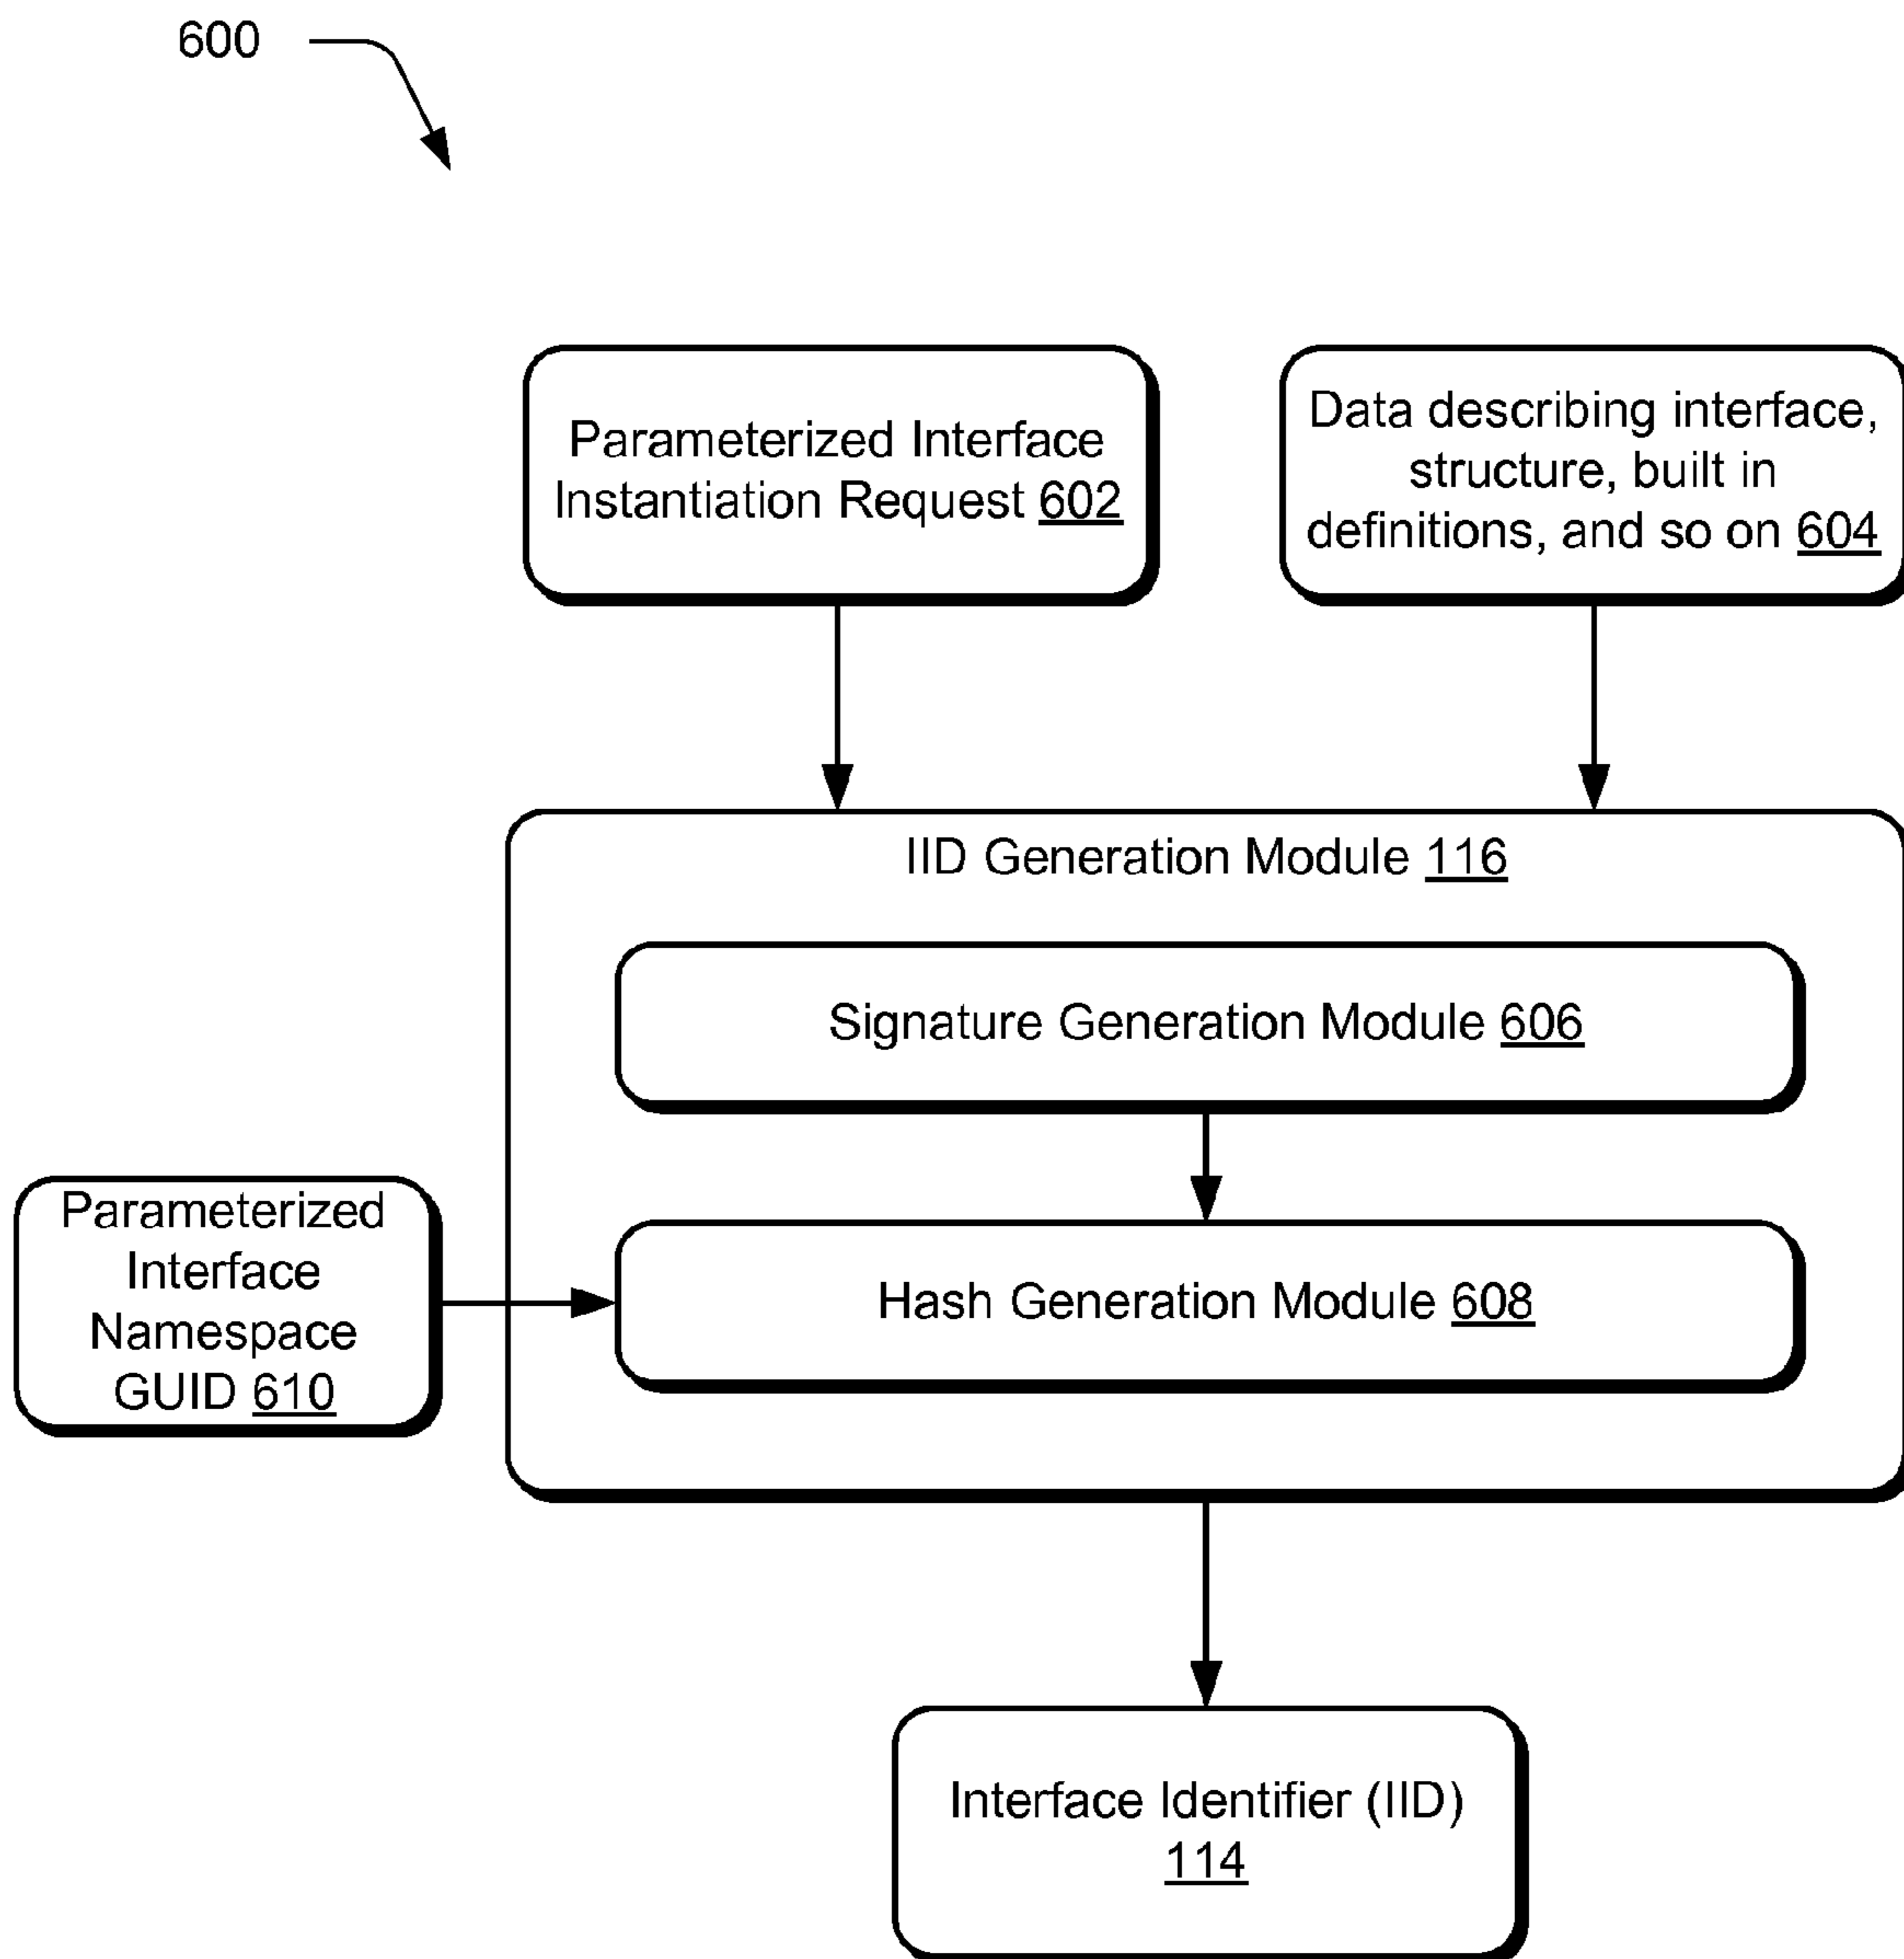 600
Parameterized Interface
Instantiation Request 602
Data describing interface,
structure, built in
definitions, and so on 604
IID Generation Module 116
Signature Generation Module 606
Parameterized
Interface
Namespace
GUID 610
Hash Generation Module 608
Interface Identifier (IID)
114